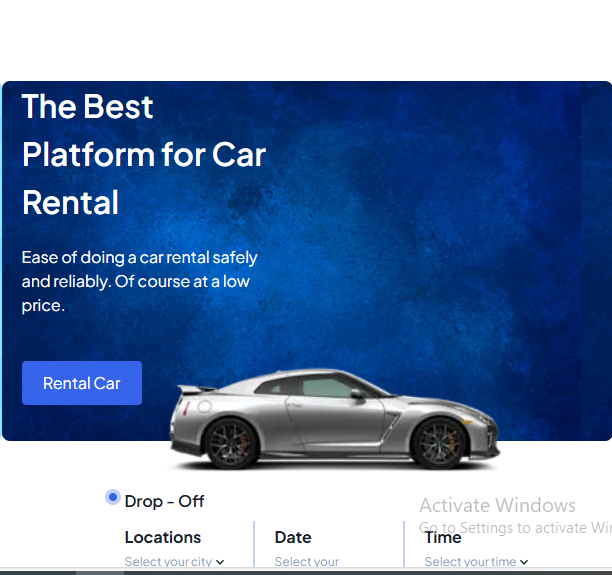 The Best
Platform for Car
Rental
Ease of doing a car rental safely
and reliably. Of course at a low
price.
Rental Car
Drop - Off
Locations
Date
Time
Select your city
Select your
Select your time
Activate Windows
Go to Settings to activate Win